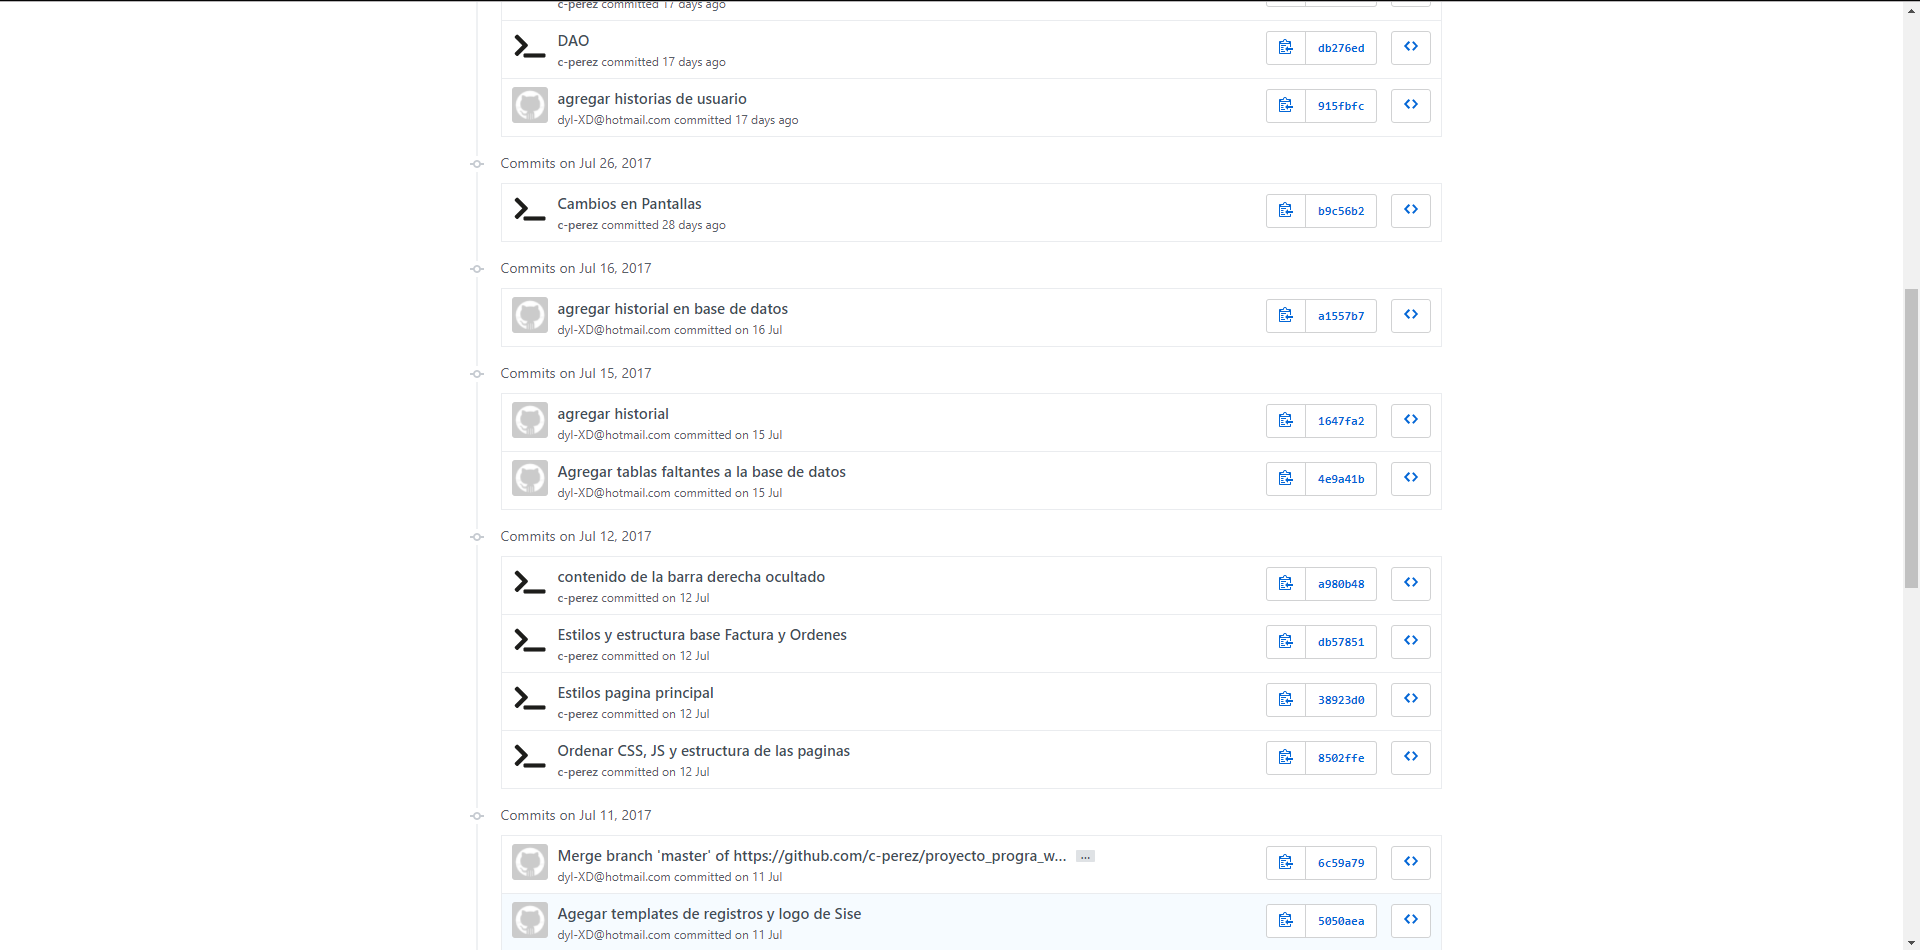 c-perez committed 17 days ago
DAO
c-perez committed 17 days ago
db276ed
agregar historias de usuario
dyl-XD@hotmail.com committed 17 days ago
915fbfc
Commits on Jul 26, 2017
Cambios en Pantallas
c-perez committed 28 days ago
b9c56b2
Commits on Jul 16, 2017
agregar historial en base de datos
dyl-XD@hotmail.com committed on 16 Jul
a1557b7
Commits on Jul 15, 2017
agregar historial
dyl-XD@hotmail.com committed on 15 Jul
1647fa2
Agregar tablas faltantes a la base de datos
dyl-XD@hotmail.com committed on 15 Jul
4e9a41b
Commits on Jul 12, 2017
contenido de la barra derecha ocultado
c-perez committed on 12 Jul
a980b48
Estilos y estructura base Factura y Ordenes
c-perez committed on 12 Jul
db57851
Estilos pagina principal
c-perez committed on 12 Jul
38923d0
Ordenar CSS, JS y estructura de las paginas
c-perez committed on 12 Jul
8502ffe
Commits on Jul 11, 2017
Merge branch 'master' of https://github.com/c-perez/proyecto_progra_w... …
dyl-XD@hotmail.com committed on 11 Jul
6c59a79
Agegar templates de registros y logo de Sise
dyl-XD@hotmail.com committed on 11 Jul
5050aea